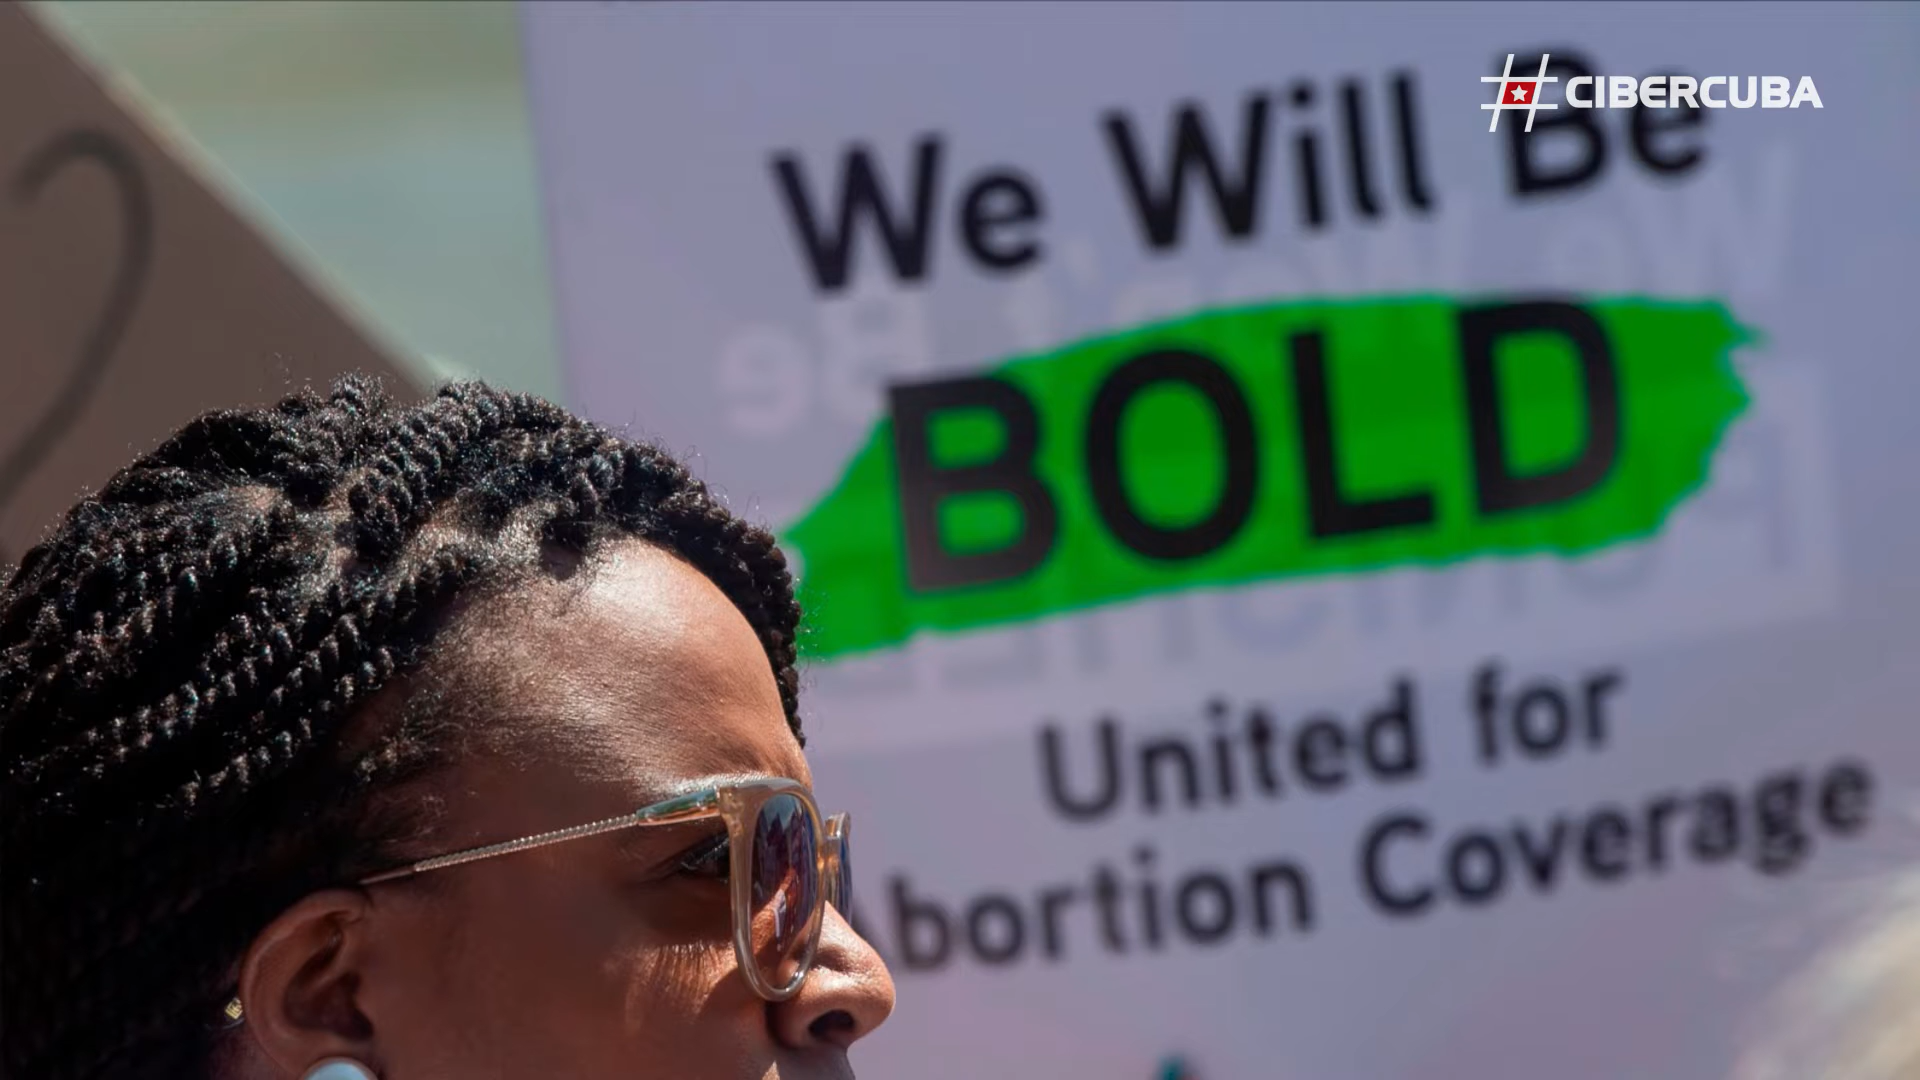 #CIBERCUBA
We Will Be
BOLD
United for
Abortion Coverage